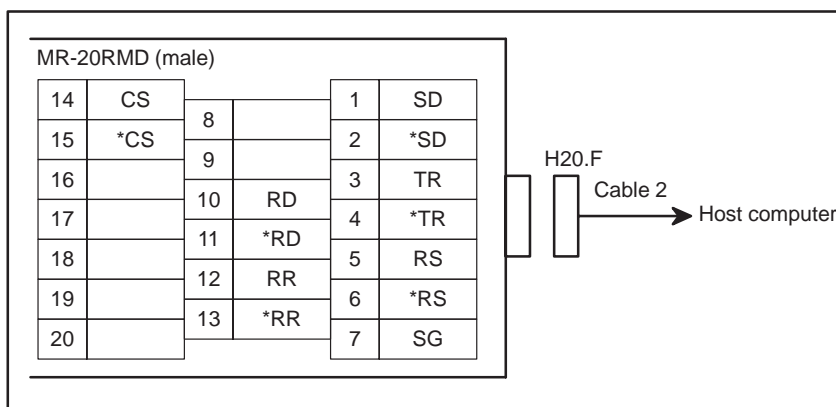 MR-20RMD (male)
14 CS
15 *CS
16
17
18
19
20
8
9
10 RD
11 *RD
12 RR
13 *RR
1 SD
2 *SD
3 TR
4 *TR
5 RS
6 *RS
7 SG
H20.F
Cable 2
Host computer